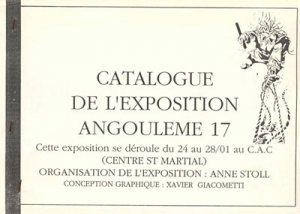 CATALOGUE
DE L'EXPOSITION
ANGOULEME 17
Cette exposition se déroule du 24 au 28/01 au C.A.C
(CENTRE ST MARTIAL)
ORGANISATION DE L'EXPOSITION : ANNE STOLL
CONCEPTION GRAPHIQUE : XAVIER GIACOMETTI